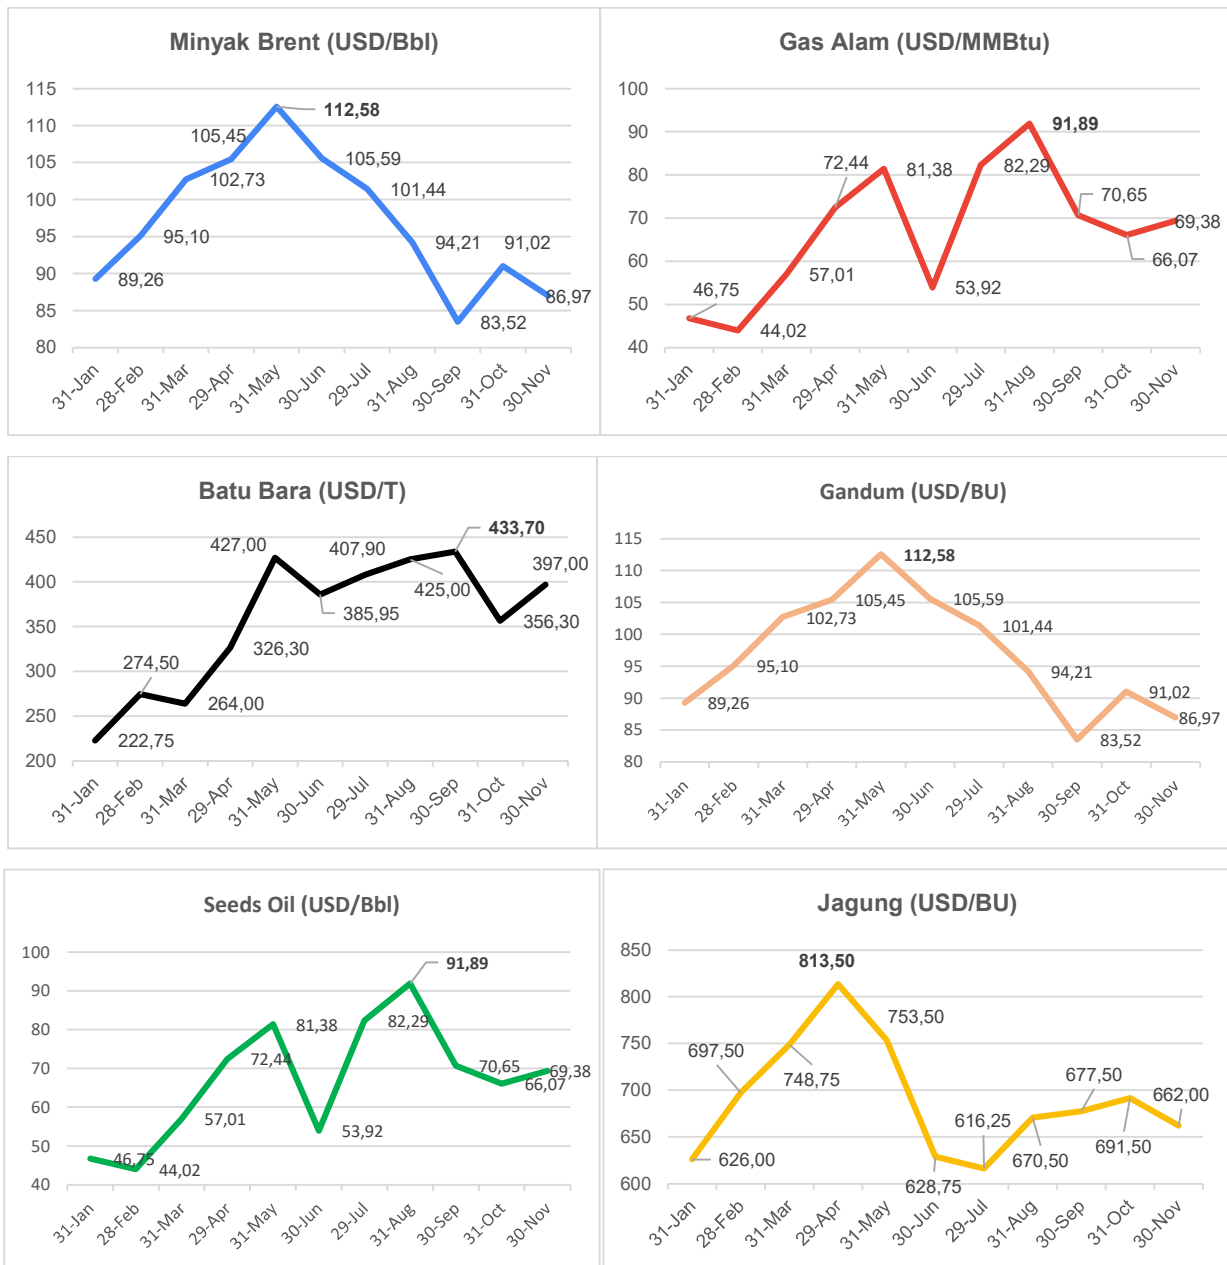 Minyak Brent (USD/Bbl)
115
110
105
100
95
90
85
80
89,26
95,10
102,73
105,45
112,58
105,59
101,44
94,21
83,52
91,02
86,97
31-Jan
28-Feb
31-Mar
29-Apr
31-May
30-Jun
29-Jul
31-Aug
30-Sep
31-Oct
30-Nov
Gas Alam (USD/MMBtu)
100
90
80
70
60
50
40
46,75
44,02
57,01
72,44
81,38
53,92
82,29
91,89
70,65
66,07
69,38
31-Jan
28-Feb
31-Mar
29-Apr
31-May
30-Jun
29-Jul
31-Aug
30-Sep
31-Oct
30-Nov
Batu Bara (USD/T)
450
400
350
300
250
200
222,75
274,50
264,00
326,30
427,00
385,95
407,90
425,00
433,70
356,30
397,00
31-Jan
28-Feb
31-Mar
29-Apr
31-May
30-Jun
29-Jul
31-Aug
30-Sep
31-Oct
30-Nov
Gandum (USD/BU)
115
110
105
100
95
90
85
80
89,26
95,10
102,73
105,45
112,58
105,59
101,44
94,21
83,52
91,02
86,97
31-Jan
28-Feb
31-Mar
29-Apr
31-May
30-Jun
29-Jul
31-Aug
30-Sep
31-Oct
30-Nov
Seeds Oil (USD/Bbl)
100
90
80
70
60
50
40
46,75
44,02
57,01
72,44
81,38
53,92
82,29
91,89
70,65
66,07
69,38
31-Jan
28-Feb
31-Mar
29-Apr
31-May
30-Jun
29-Jul
31-Aug
30-Sep
31-Oct
30-Nov
Jagung (USD/BU)
850
800
750
700
650
600
626,00
697,50
748,75
813,50
753,50
628,75
616,25
670,50
677,50
691,50
662,00
31-Jan
28-Feb
31-Mar
29-Apr
31-May
30-Jun
29-Jul
31-Aug
30-Sep
31-Oct
30-Nov